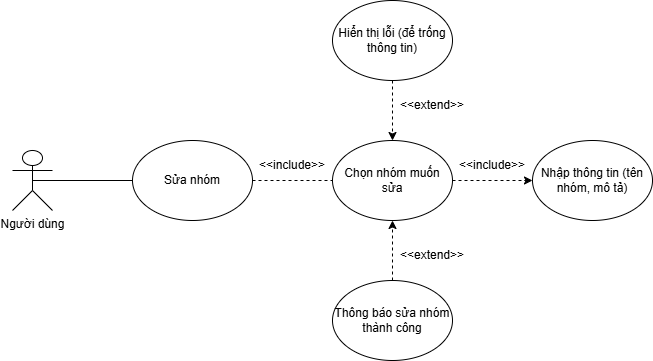 Hiển thị lỗi (để trống
thông tin)
<<extend>>
Sửa nhóm
<<include>>
Chọn nhóm muốn
sửa
<<include>>
Nhập thông tin (tên
nhóm, mô tả)
Người dùng
<<extend>>
Thông báo sửa nhóm
thành công